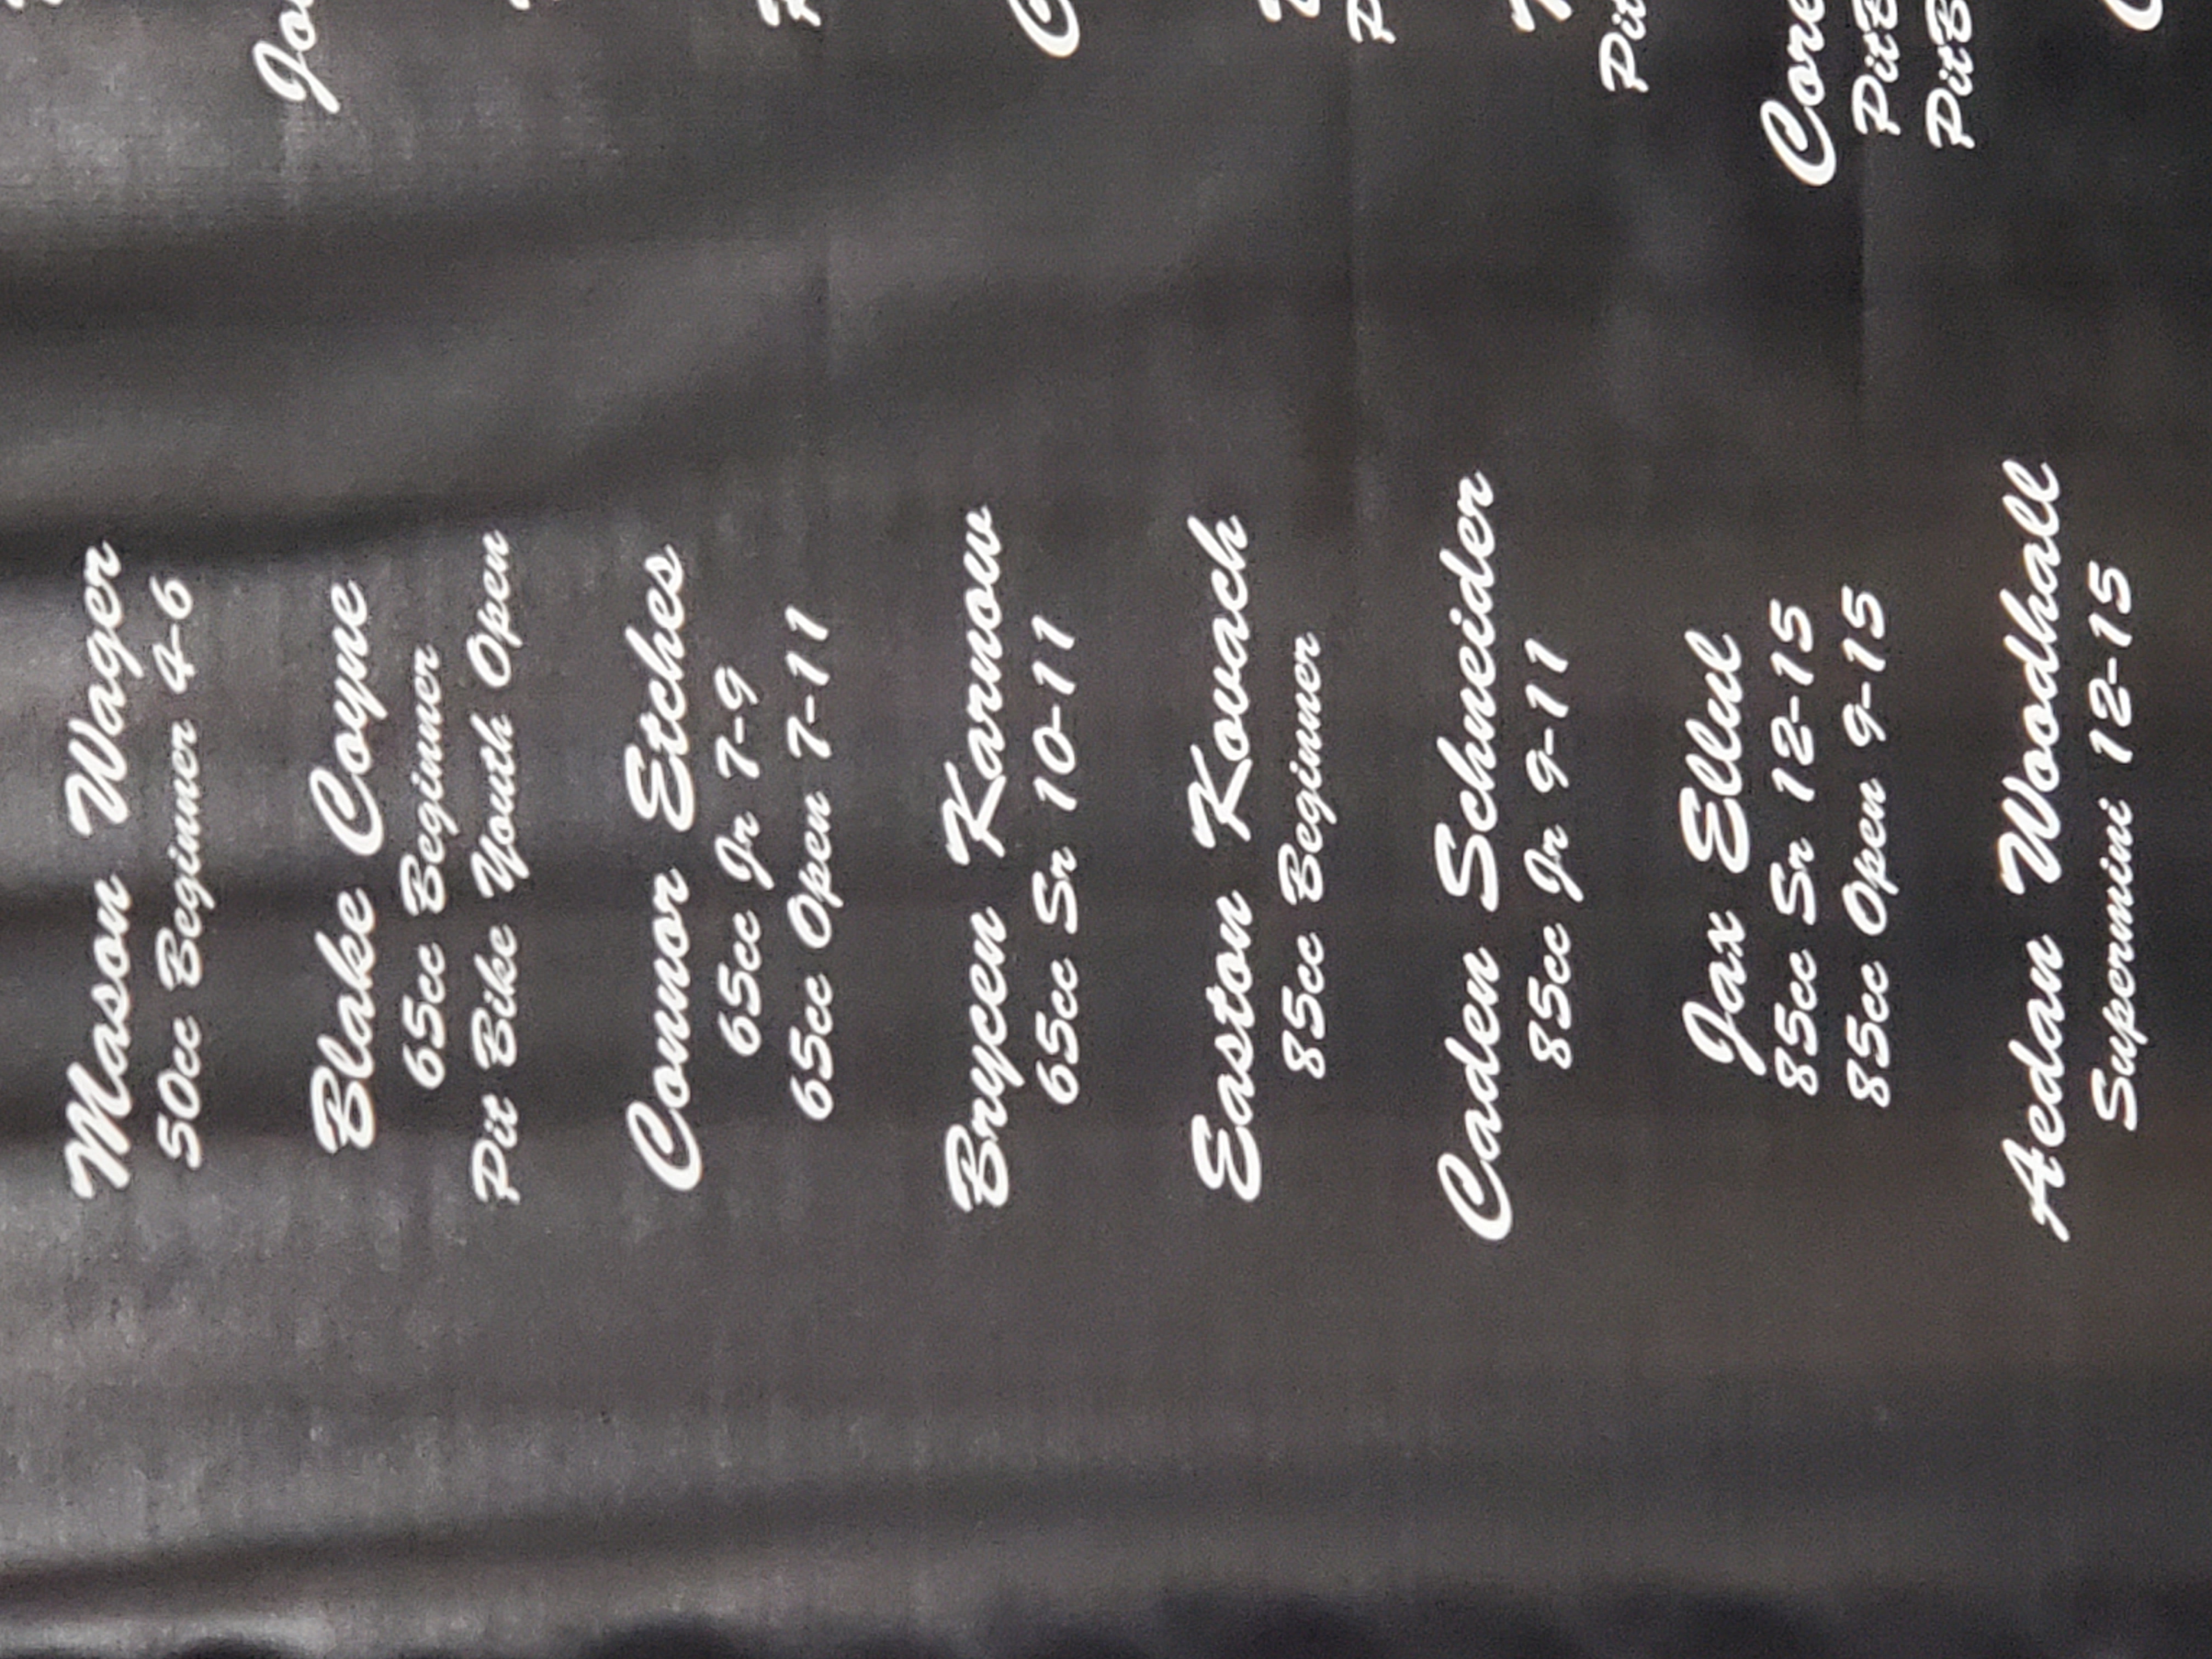 Mason Wager
50cc Beginner 4-6
Blake Coyne
65cc Beginner
Pit Bike Youth Open
Connor Etches
65cc Jr 7-9
65cc Open 7-11
Brycen Karnow
65cc Sr 10-11
Easton Kovach
85cc Beginner
Caden Schneider
85cc Jr 9-11
Jax Ellul
85cc Sr 12-15
85cc Open 9-15
Aedan Woodhall
Supermini 12-15